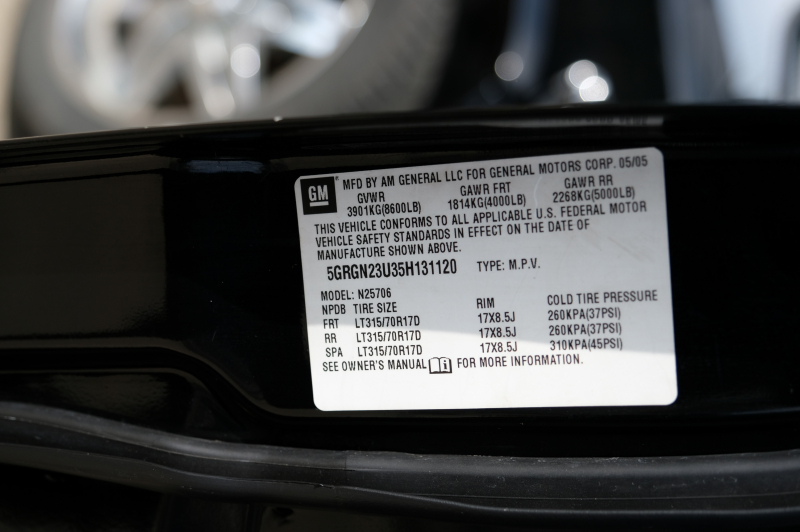 GM MFD BY AM GENERAL LLC FOR GENERAL MOTORS CORP. 05/05
GVWR GAWR FRT GAWR RR
3901KG(8600LB) 1814KG(4000LB) 2268KG(5000LB)
THIS VEHICLE CONFORMS TO ALL APPLICABLE U.S. FEDERAL MOTOR
VEHICLE SAFETY STANDARDS IN EFFECT ON THE DATE OF
MANUFACTURE SHOWN ABOVE.
5GRGN23U35H131120 TYPE: M.P.V.
MODEL: N25706
NPDB TIRE SIZE RIM COLD TIRE PRESSURE
FRT LT315/70R17D 17X8.5J 260KPA(37PSI)
RR LT315/70R17D 17X8.5J 260KPA(37PSI)
SPA LT315/70R17D 17X8.5J 310KPA(45PSI)
SEE OWNER'S MANUAL FOR MORE INFORMATION.